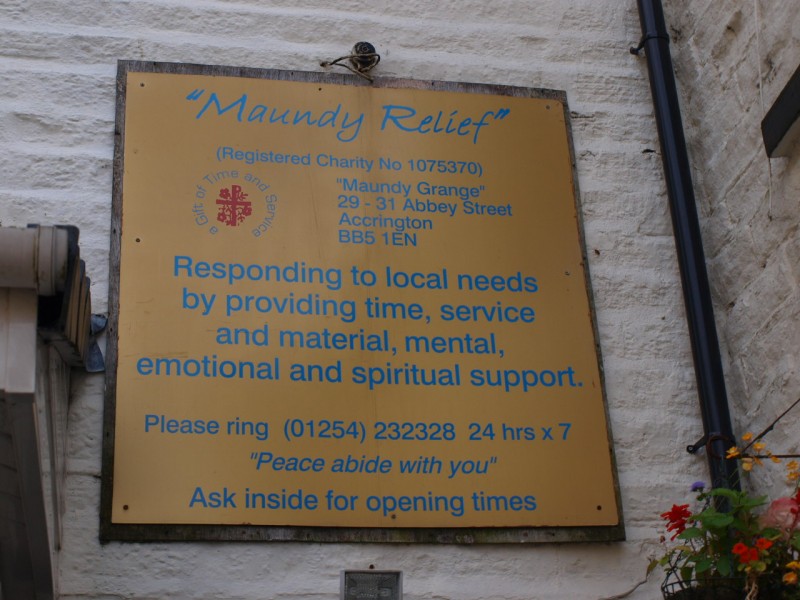 "Maundy Relief"
(Registered Charity No 1075370)
a Gift of Time and Service
"Maundy Grange"
29 - 31 Abbey Street
Accrington
BB5 1EN
Responding to local needs
by providing time, service
and material, mental,
emotional and spiritual support.
Please ring (01254) 232328 24 hrs x 7
"Peace abide with you"
Ask inside for opening times